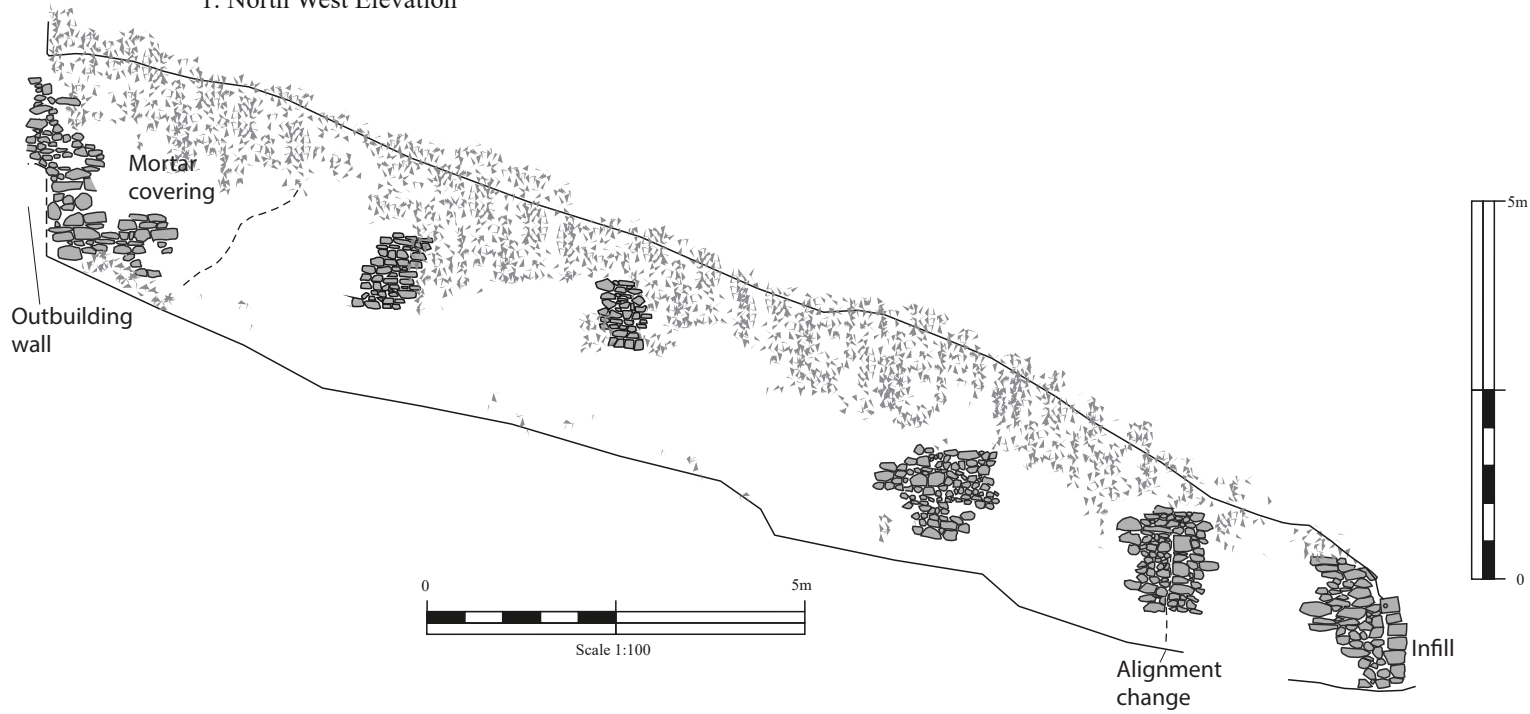 1. North West Elevation
Mortar
covering
Outbuilding
wall
5m
0
0
5m
Scale 1:100
Alignment
change
Infill